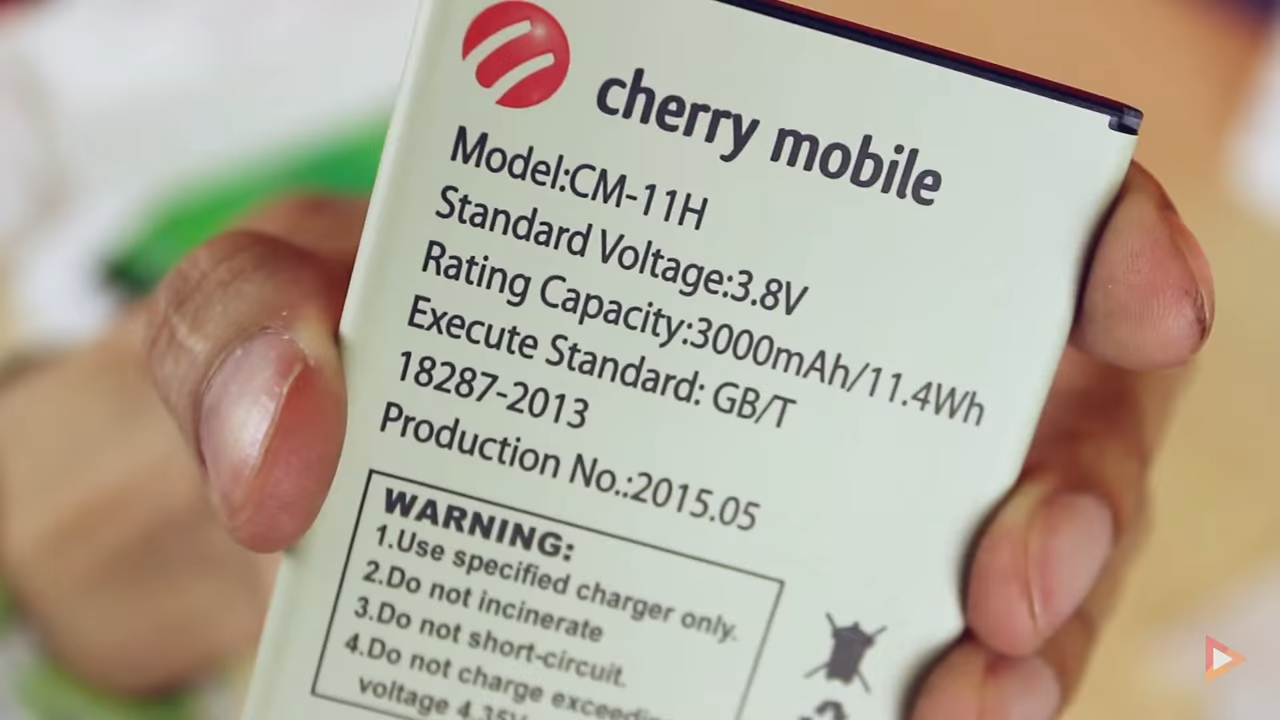 cherry mobile
Model:CM-11H
Standard Voltage:3.8V
Rating Capacity:3000mAh/11.4Wh
Execute Standard: GB/T
18287-2013
Production No.:2015.05
WARNING:
1.Use specified charger only.
2.Do not incinerate
3.Do not short-circuit.
4.Do not charge
voltage 4.35V